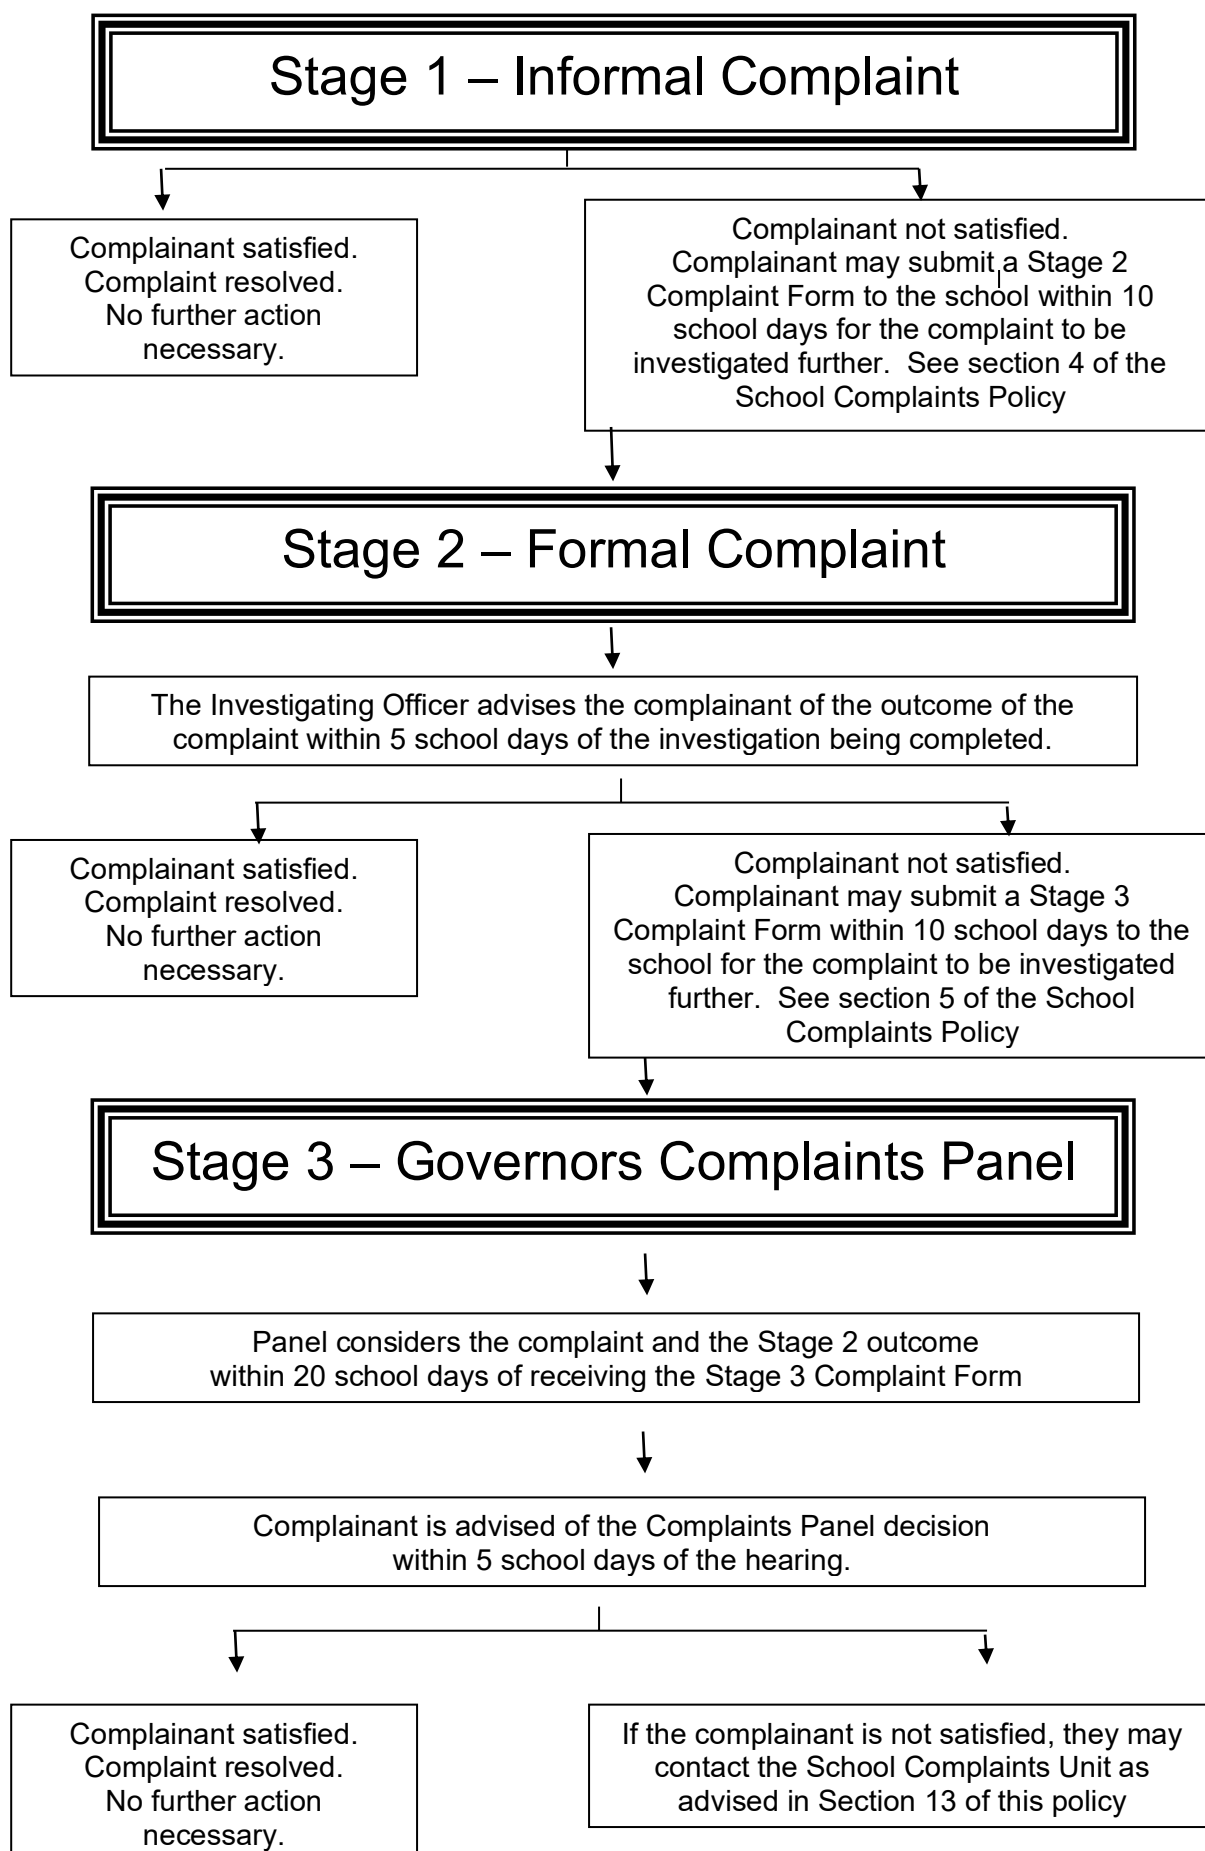 Stage 1 – Informal Complaint
Complainant satisfied.
Complaint resolved.
No further action
necessary.
Complainant not satisfied.
Complainant may submit a Stage 2
Complaint Form to the school within 10
school days for the complaint to be
investigated further.  See section 4 of the
School Complaints Policy
Stage 2 – Formal Complaint
The Investigating Officer advises the complainant of the outcome of the
complaint within 5 school days of the investigation being completed.
Complainant satisfied.
Complaint resolved.
No further action
necessary.
Complainant not satisfied.
Complainant may submit a Stage 3
Complaint Form within 10 school days to the
school for the complaint to be investigated
further.  See section 5 of the School
Complaints Policy
Stage 3 – Governors Complaints Panel
Panel considers the complaint and the Stage 2 outcome
within 20 school days of receiving the Stage 3 Complaint Form
Complainant is advised of the Complaints Panel decision
within 5 school days of the hearing.
Complainant satisfied.
Complaint resolved.
No further action
necessary.
If the complainant is not satisfied, they may
contact the School Complaints Unit as
advised in Section 13 of this policy